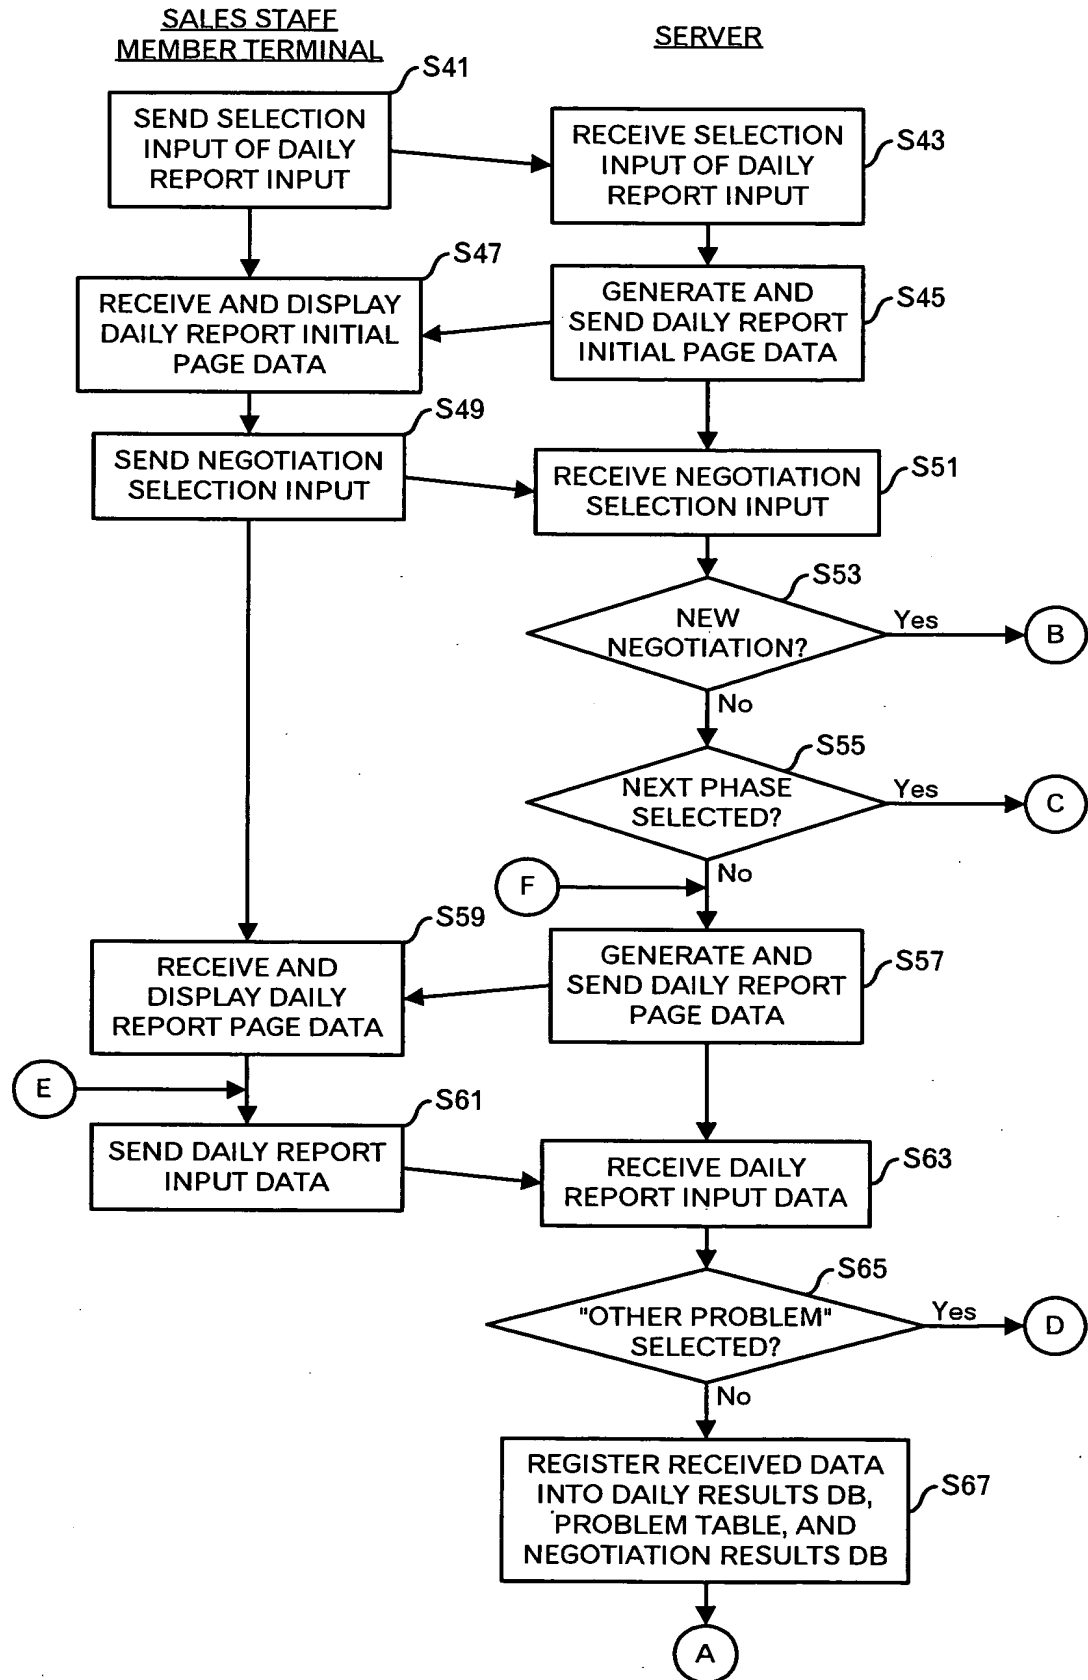 SALES STAFF
MEMBER TERMINAL
SERVER
S41
SEND SELECTION
INPUT OF DAILY
REPORT INPUT
S43
RECEIVE SELECTION
INPUT OF DAILY
REPORT INPUT
S47
RECEIVE AND DISPLAY
DAILY REPORT INITIAL
PAGE DATA
S45
GENERATE AND
SEND DAILY REPORT
INITIAL PAGE DATA
S49
SEND NEGOTIATION
SELECTION INPUT
S51
RECEIVE NEGOTIATION
SELECTION INPUT
S53
NEW
NEGOTIATION?
Yes
B
No
S55
NEXT PHASE
SELECTED?
Yes
C
No
F
S59
RECEIVE AND
DISPLAY DAILY
REPORT PAGE DATA
S57
GENERATE AND
SEND DAILY REPORT
PAGE DATA
E
S61
SEND DAILY REPORT
INPUT DATA
S63
RECEIVE DAILY
REPORT INPUT DATA
S65
"OTHER PROBLEM"
SELECTED?
Yes
D
No
S67
REGISTER RECEIVED DATA
INTO DAILY RESULTS DB,
PROBLEM TABLE, AND
NEGOTIATION RESULTS DB
A